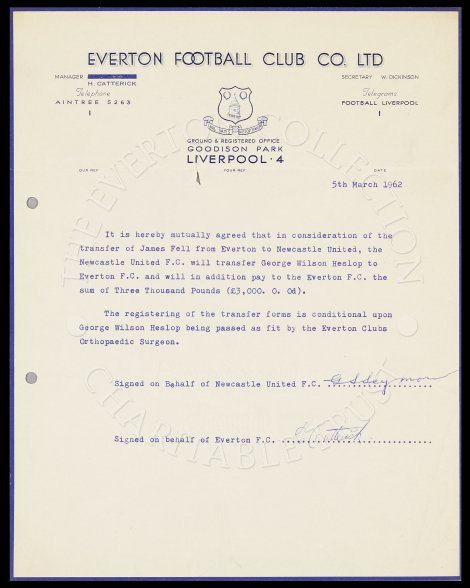 EVERTON FOOTBALL CLUB CO. LTD
MANAGER
H. CATTERICK
Telephone
AINTREE 5263
SECRETARY W. DICKINSON
Telegrams
FOOTBALL LIVERPOOL
GROUND & REGISTERED OFFICE
GOODISON PARK
LIVERPOOL · 4
OUR REF
YOUR REF
DATE
5th March 1962
It is hereby mutually agreed that in consideration of the
transfer of James Fell from Everton to Newcastle United, the
Newcastle United F.C. will transfer George Wilson Heslop to
Everton F.C. and will in addition pay to the Everton F.C. the
sum of Three Thousand Pounds (£3,000. 0. 0d).
The registering of the transfer forms is conditional upon
George Wilson Heslop being passed as fit by the Everton Clubs
Orthopaedic Surgeon.
Signed on Behalf of Newcastle United F.C.
Signed on behalf of Everton F.C.
THE EVERTON COLLECTION
CHARITABLE TRUST